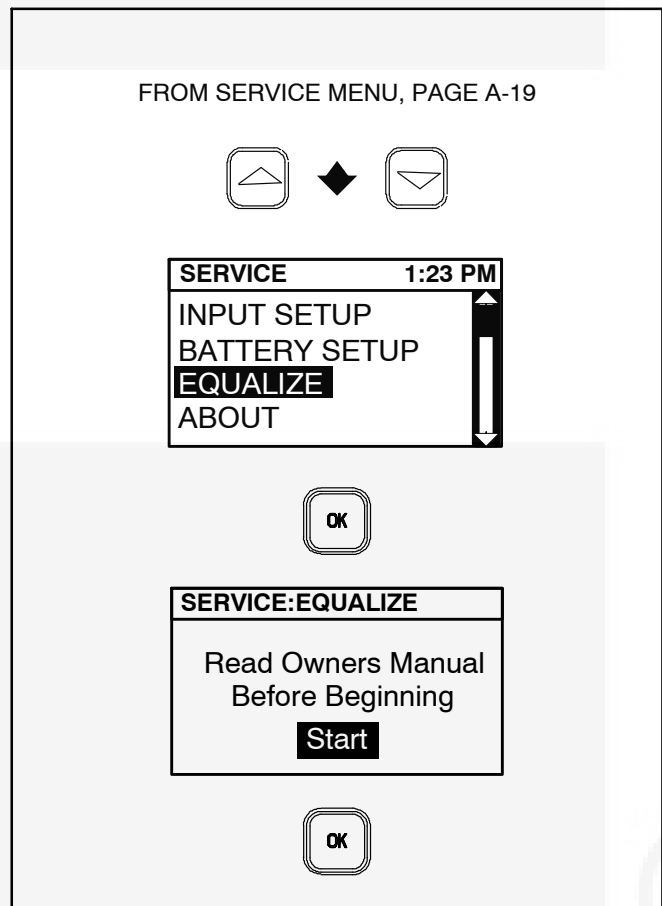 FROM SERVICE MENU, PAGE A-19
SERVICE 1:23 PM
INPUT SETUP
BATTERY SETUP
EQUALIZE
ABOUT
OK
SERVICE:EQUALIZE
Read Owners Manual
Before Beginning
Start
OK